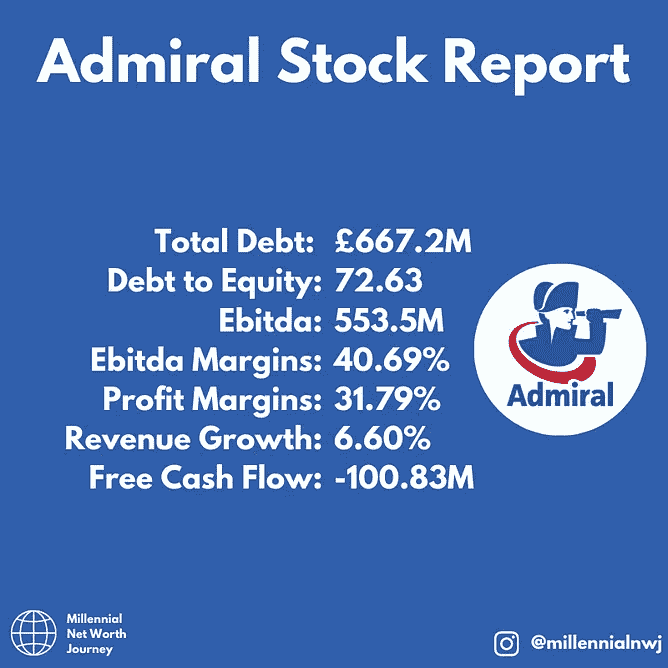 Admiral Stock Report
Total Debt: £667.2M
Debt to Equity: 72.63
Ebitda: 553.5M
Ebitda Margins: 40.69%
Profit Margins: 31.79%
Revenue Growth: 6.60%
Free Cash Flow: -100.83M
Admiral
Millennial
Net Worth
Journey
@millennialnwj